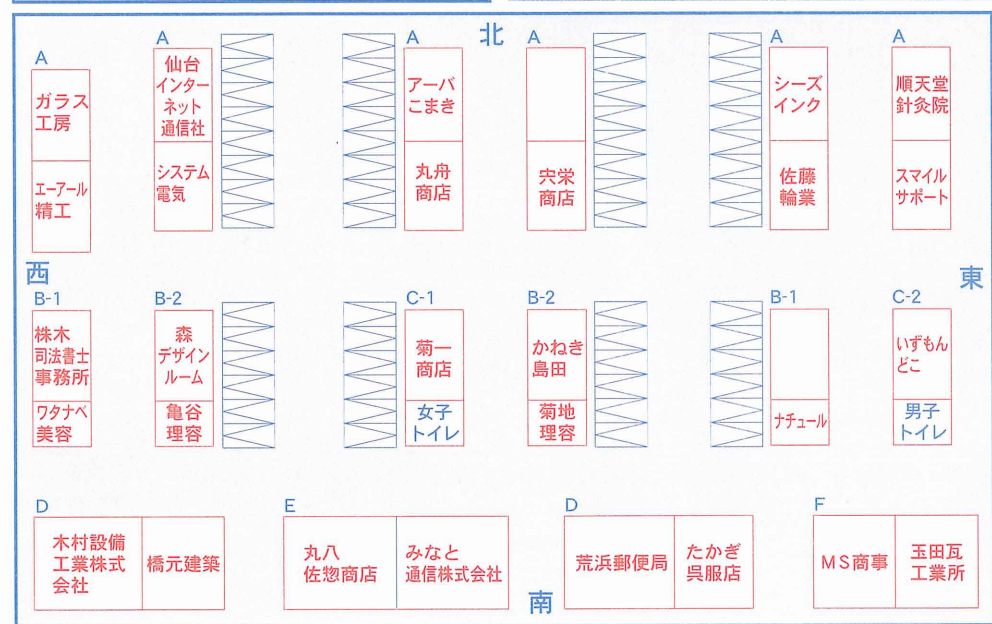 北
A
ガラス
工房
エーアール
精工
A
仙台
インター
ネット
通信社
システム
電気
A
アーバ
こまき
丸舟
商店
A
宍栄
商店
A
シーズ
インク
佐藤
輪業
A
順天堂
針灸院
スマイル
サポート
西
東
B-1
株木
司法書士
事務所
ワタナベ
美容
B-2
森
デザイン
ルーム
亀谷
理容
C-1
菊一
商店
女子
トイレ
B-2
かねき
島田
菊地
理容
B-1
ナチュール
C-2
いずもん
どこ
男子
トイレ
D
木村設備
工業株式
会社
橋元建築
E
丸八
佐惣商店
みなと
通信株式会社
D
荒浜郵便局
たかぎ
呉服店
F
MS商事
玉田瓦
工業所
南